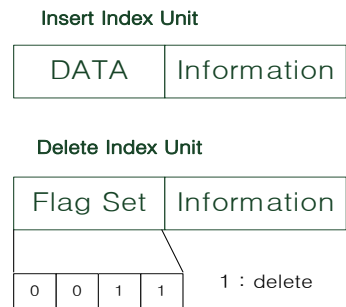 Insert Index Unit
DATA Information
Delete Index Unit
Flag Set Information
0 0 1 1 1 : delete